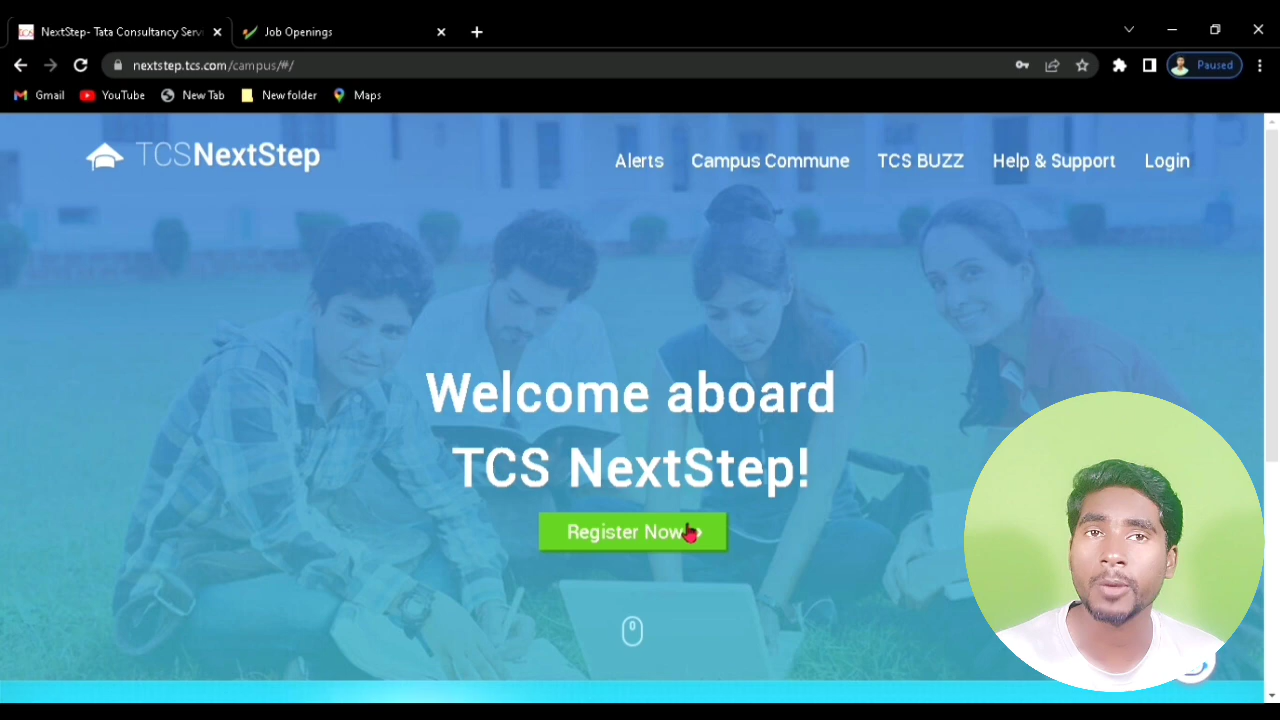 NextStep- Tata Consultancy Serv
Job Openings
nextstep.tcs.com/campus/#/
Paused
Gmail
YouTube
New Tab
New folder
Maps
TCSNextStep
Alerts
Campus Commune
TCS BUZZ
Help & Support
Login
Welcome aboard
TCS NextStep!
Register Now